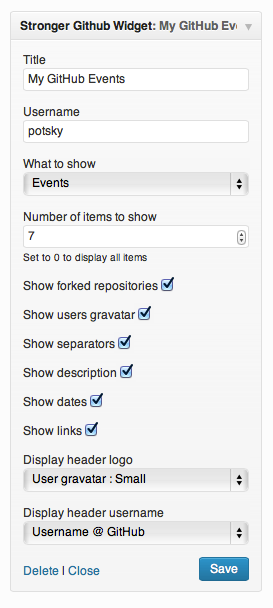 Stronger Github Widget: My GitHub Eve
Title
My GitHub Events
Username
potsky
What to show
Events
Number of items to show
7
Set to 0 to display all items
Show forked repositories
Show users gravatar
Show separators
Show description
Show dates
Show links
Display header logo
User gravatar : Small
Display header username
Username @ GitHub
Delete | Close
Save